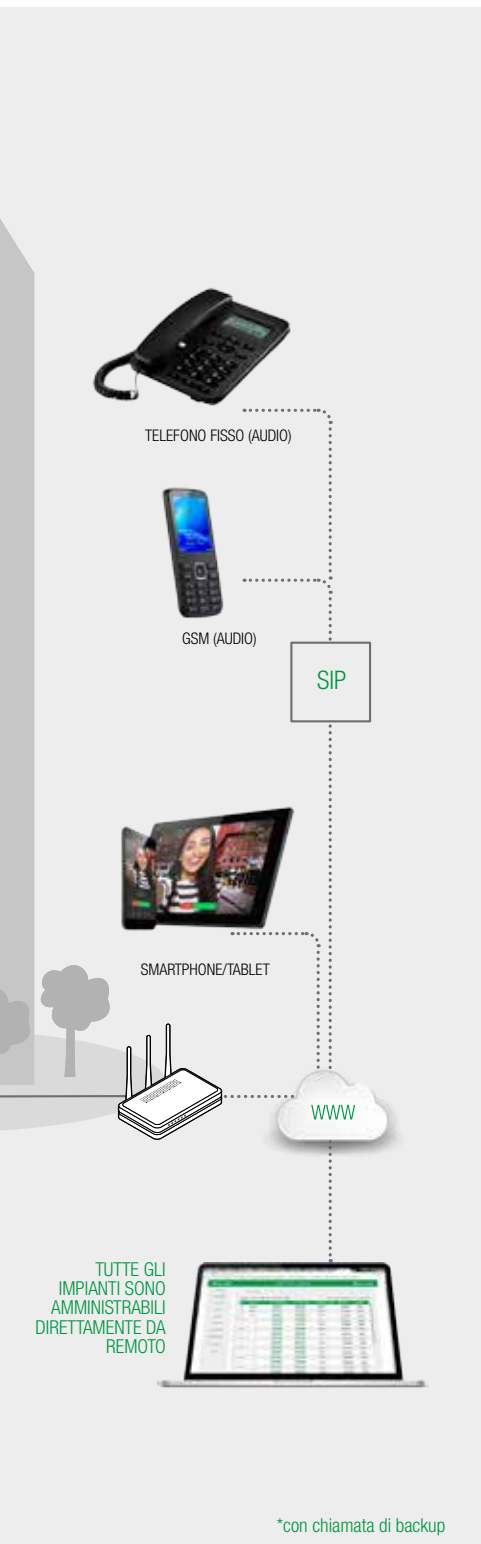 TELEFONO FISSO (AUDIO)
GSM (AUDIO)
SIP
SMARTPHONE/TABLET
WWW
TUTTE GLI
IMPIANTI SONO
AMMINISTRABILI
DIRETTAMENTE DA
REMOTO
*con chiamata di backup